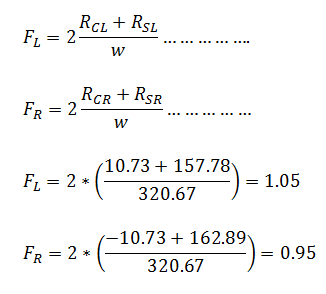 F_L = 2 (R_CL + R_SL)/w … … … … ….
F_R = 2 (R_CR + R_SR)/w … … … … …
F_L = 2 ∗ ((10.73 + 157.78)/320.67) = 1.05
F_R = 2 ∗ ((−10.73 + 162.89)/320.67) = 0.95